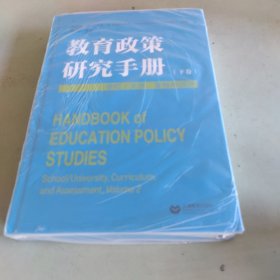 教育政策
研究手册（下卷）
HANDBOOK of
EDUCATION POLICY
STUDIES
School/University, Curriculum,
and Assessment, Volume 2